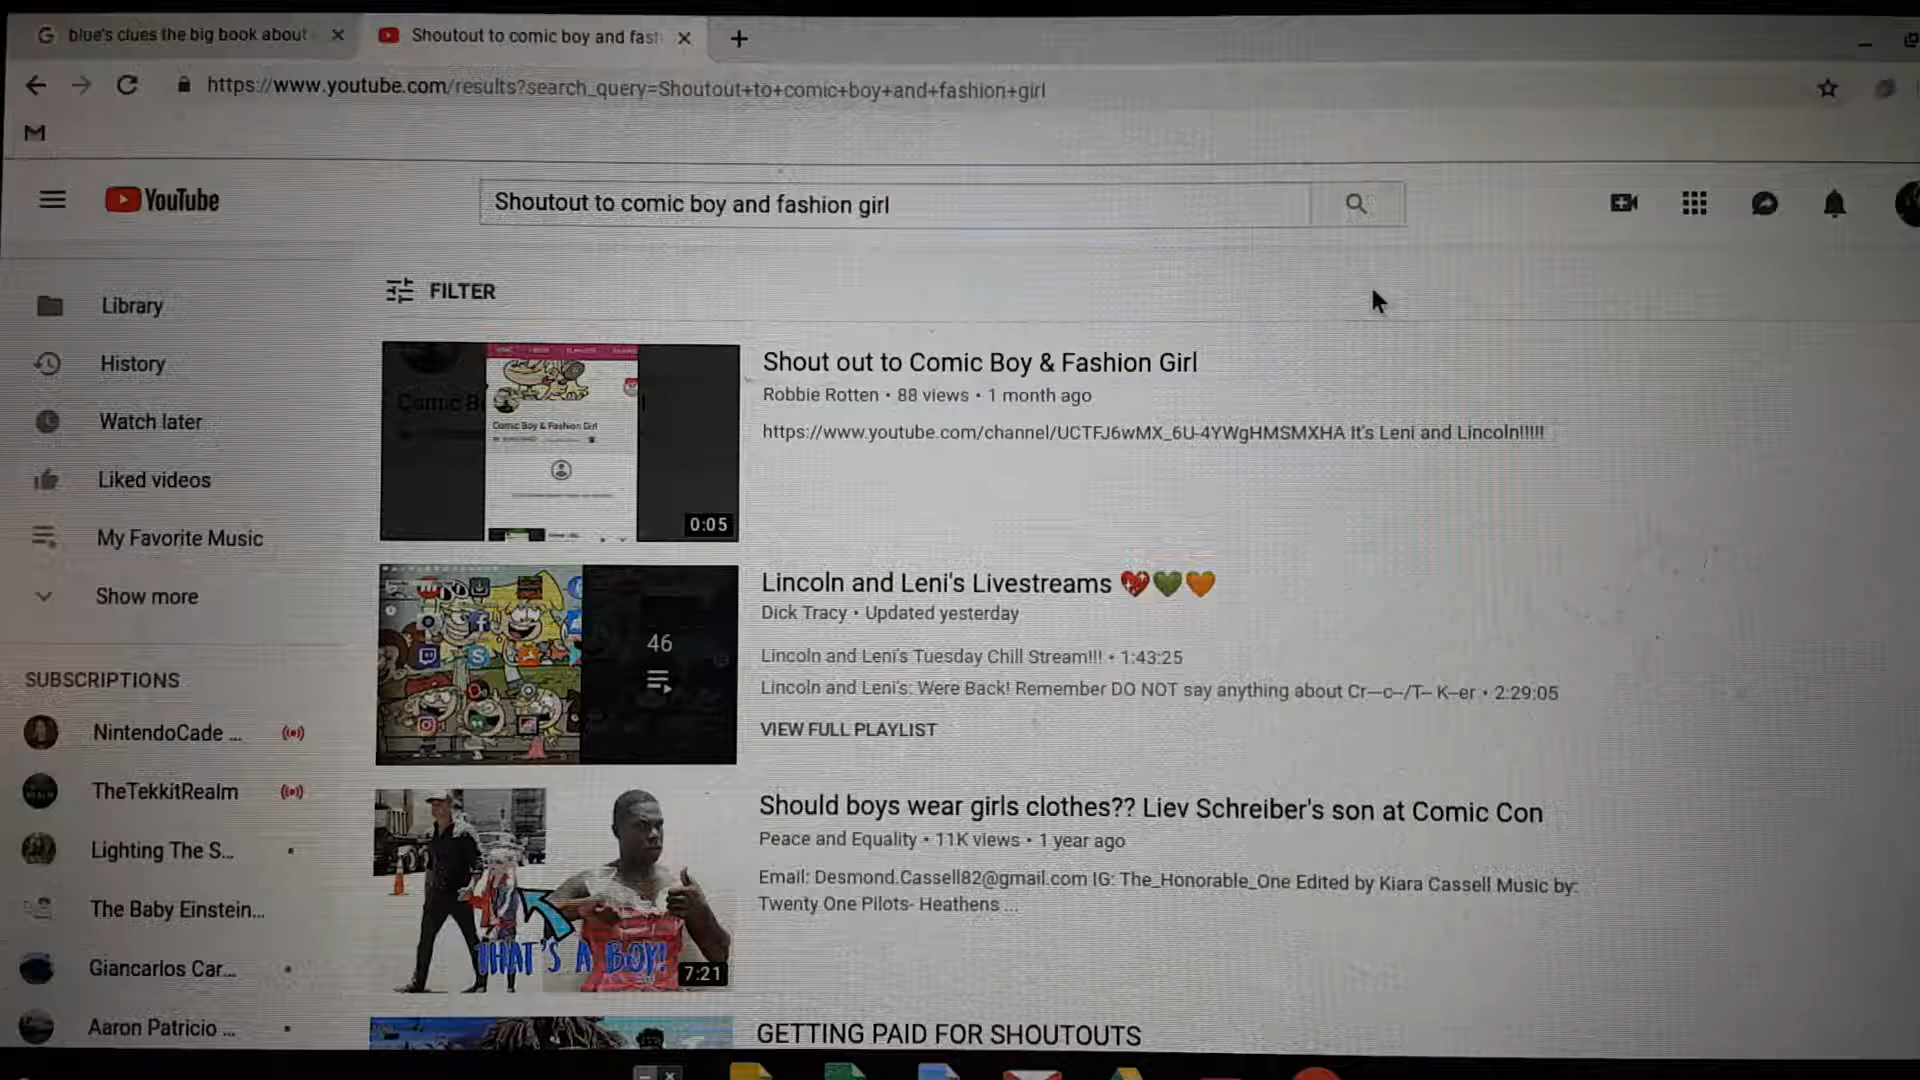 blue's clues the big book about
Shoutout to comic boy and fast
https://www.youtube.com/results?search_query=Shoutout+to+comic+boy+and+fashion+girl
M
YouTube
Shoutout to comic boy and fashion girl
FILTER
Library
History
Watch later
Liked videos
My Favorite Music
Show more
SUBSCRIPTIONS
NintendoCade ...
TheTekkitRealm
Lighting The S...
The Baby Einstein...
Giancarlos Car...
Aaron Patricio ...
Comic B
Comic Boy & Fashion Girl
0:05
Shout out to Comic Boy & Fashion Girl
Robbie Rotten • 88 views • 1 month ago
https://www.youtube.com/channel/UCTFJ6wMX_6U-4YWgHMSMXHA It's Leni and Lincoln!!!!!
46
Lincoln and Leni's Livestreams 💖💚🧡
Dick Tracy • Updated yesterday
Lincoln and Leni's Tuesday Chill Stream!!! • 1:43:25
Lincoln and Leni's: Were Back! Remember DO NOT say anything about Cr—c–/T– K–er • 2:29:05
VIEW FULL PLAYLIST
THAT'S A BOY!
7:21
Should boys wear girls clothes?? Liev Schreiber's son at Comic Con
Peace and Equality • 11K views • 1 year ago
Email: Desmond.Cassell82@gmail.com IG: The_Honorable_One Edited by Kiara Cassell Music by:
Twenty One Pilots- Heathens ...
GETTING PAID FOR SHOUTOUTS